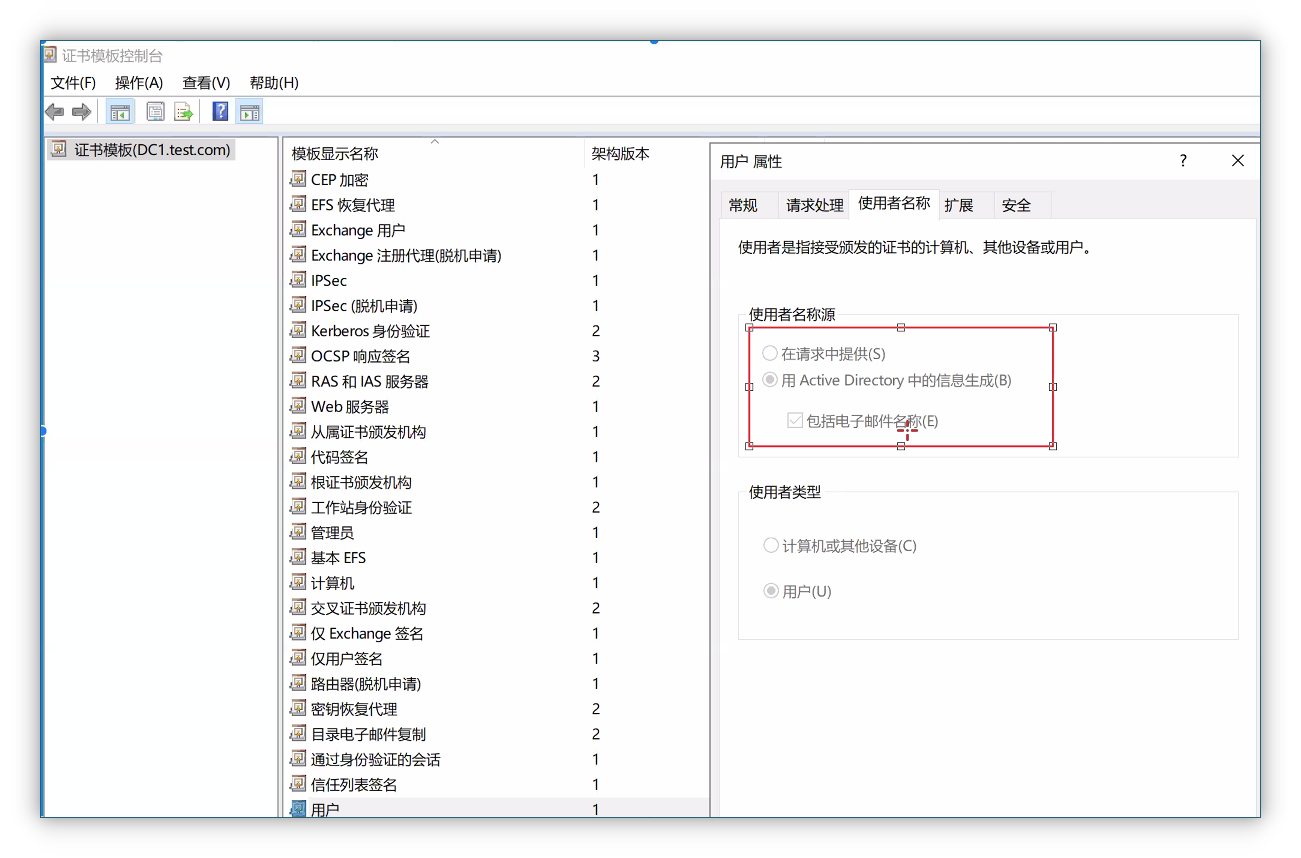 证书模板控制台
文件(F) 操作(A) 查看(V) 帮助(H)
证书模板(DC1.test.com)
模板显示名称 架构版本
CEP 加密 1
EFS 恢复代理 1
Exchange 用户 1
Exchange 注册代理(脱机申请) 1
IPSec 1
IPSec (脱机申请) 1
Kerberos 身份验证 2
OCSP 响应签名 3
RAS 和 IAS 服务器 2
Web 服务器 1
从属证书颁发机构 1
代码签名 1
根证书颁发机构 1
工作站身份验证 2
管理员 1
基本 EFS 1
计算机 1
交叉证书颁发机构 2
仅 Exchange 签名 1
仅用户签名 1
路由器(脱机申请) 1
密钥恢复代理 2
目录电子邮件复制 2
通过身份验证的会话 1
信任列表签名 1
用户 1
用户 属性 ?
常规 请求处理 使用者名称 扩展 安全
使用者是指接受颁发的证书的计算机、其他设备或用户。
使用者名称源
在请求中提供(S)
用 Active Directory 中的信息生成(B)
包括电子邮件名称(E)
使用者类型
计算机或其他设备(C)
用户(U)